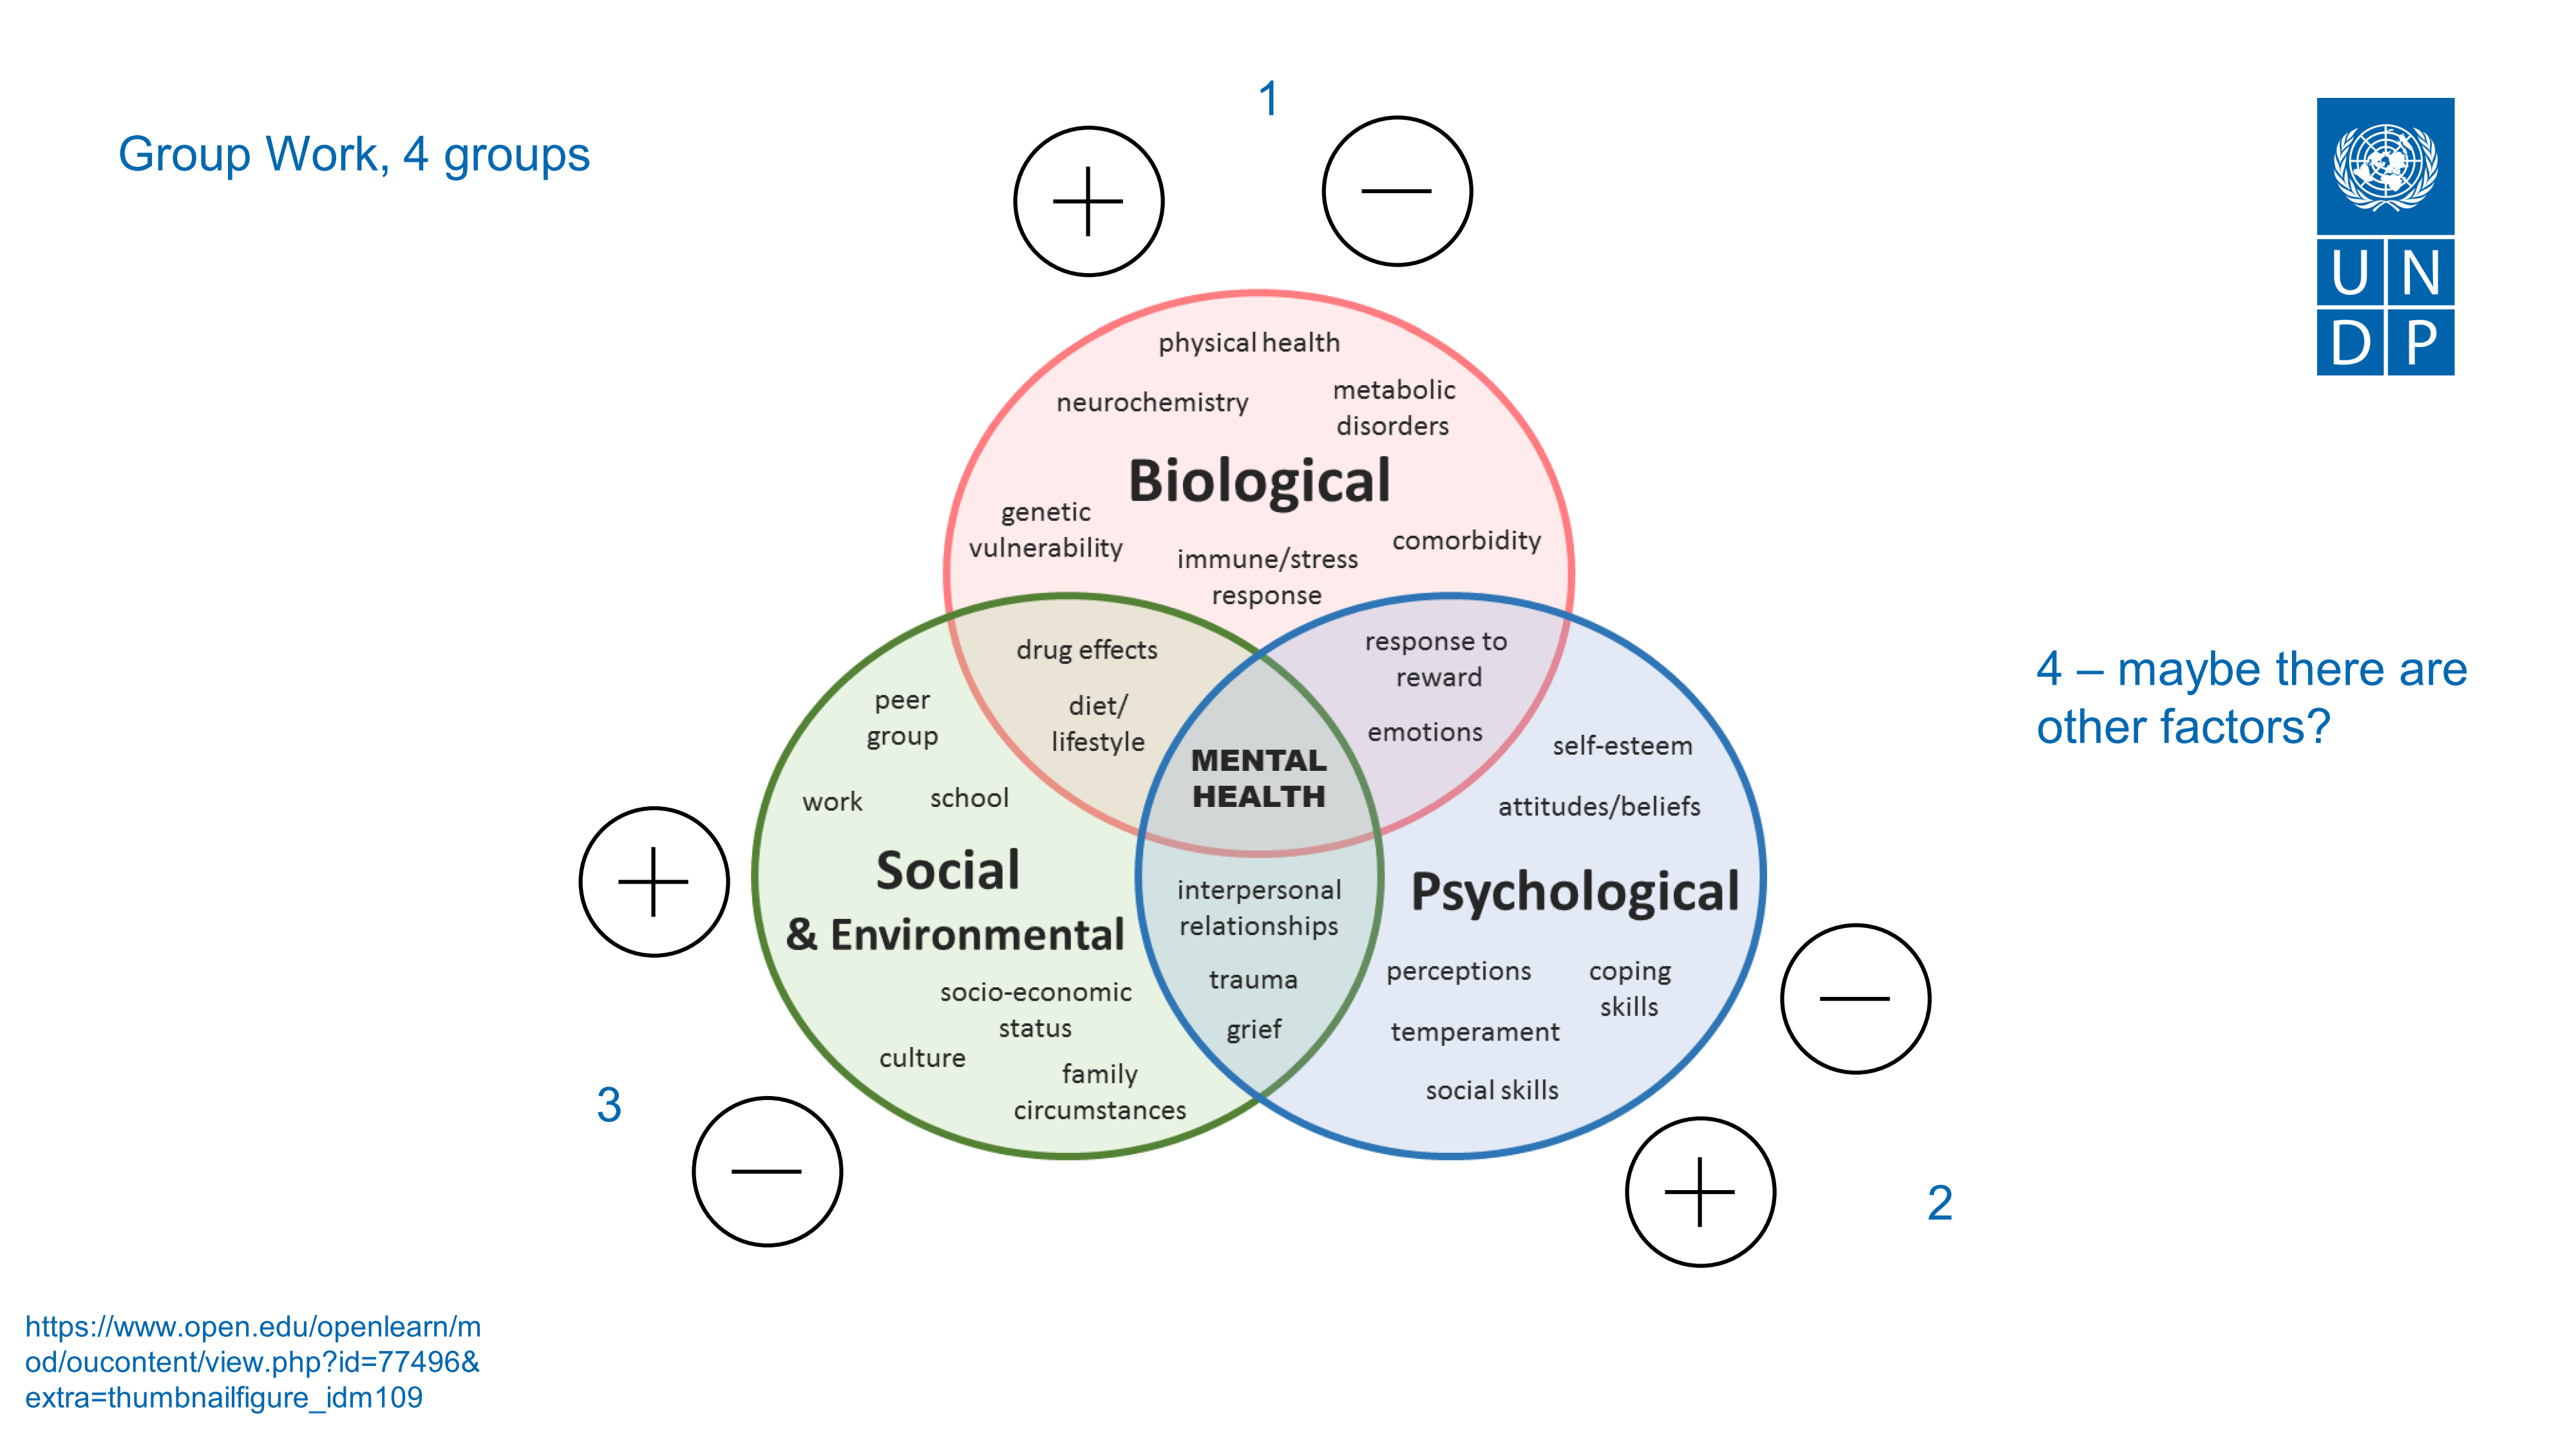 Group Work, 4 groups
1
U N
D P
physical health
neurochemistry
metabolic
disorders
Biological
genetic
vulnerability
immune/stress
response
comorbidity
drug effects
diet/
lifestyle
response to
reward
emotions
MENTAL
HEALTH
peer
group
work
school
Social
& Environmental
socio-economic
status
culture
family
circumstances
interpersonal
relationships
trauma
grief
self-esteem
attitudes/beliefs
Psychological
perceptions
coping
skills
temperament
social skills
4 – maybe there are
other factors?
3
2
https://www.open.edu/openlearn/m
od/oucontent/view.php?id=77496&
extra=thumbnailfigure_idm109